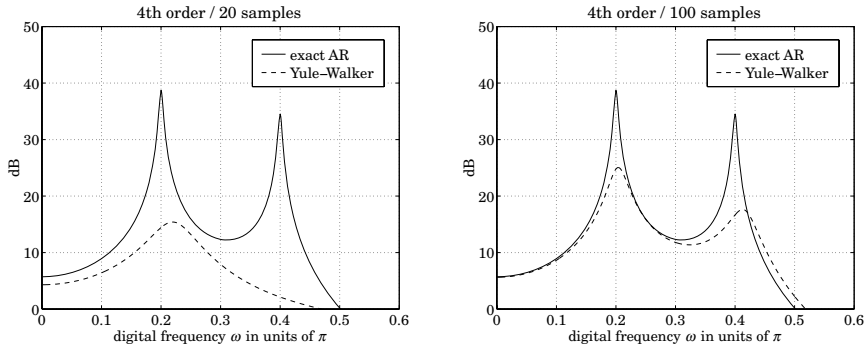 4th order / 20 samples
50
40
30
20
10
0
dB
exact AR
Yule–Walker
0
0.1
0.2
0.3
0.4
0.5
0.6
digital frequency ω in units of π
4th order / 100 samples
50
40
30
20
10
0
dB
exact AR
Yule–Walker
0
0.1
0.2
0.3
0.4
0.5
0.6
digital frequency ω in units of π